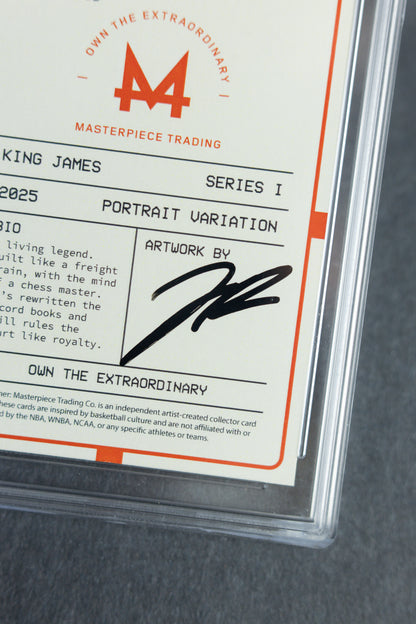 OWN THE EXTRAORDINARY
MASTERPIECE TRADING
KING JAMES
SERIES I
2025
PORTRAIT VARIATION
BIO
living legend.
uilt like a freight
rain, with the mind
f a chess master.
's rewritten the
cord books and
ill rules the
urt like royalty.
ARTWORK BY
OWN THE EXTRAORDINARY
mer: Masterpiece Trading Co. is an independent artist-created collector card
hese cards are inspired by basketball culture and are not affiliated with or
d by the NBA, WNBA, NCAA, or any specific athletes or teams.